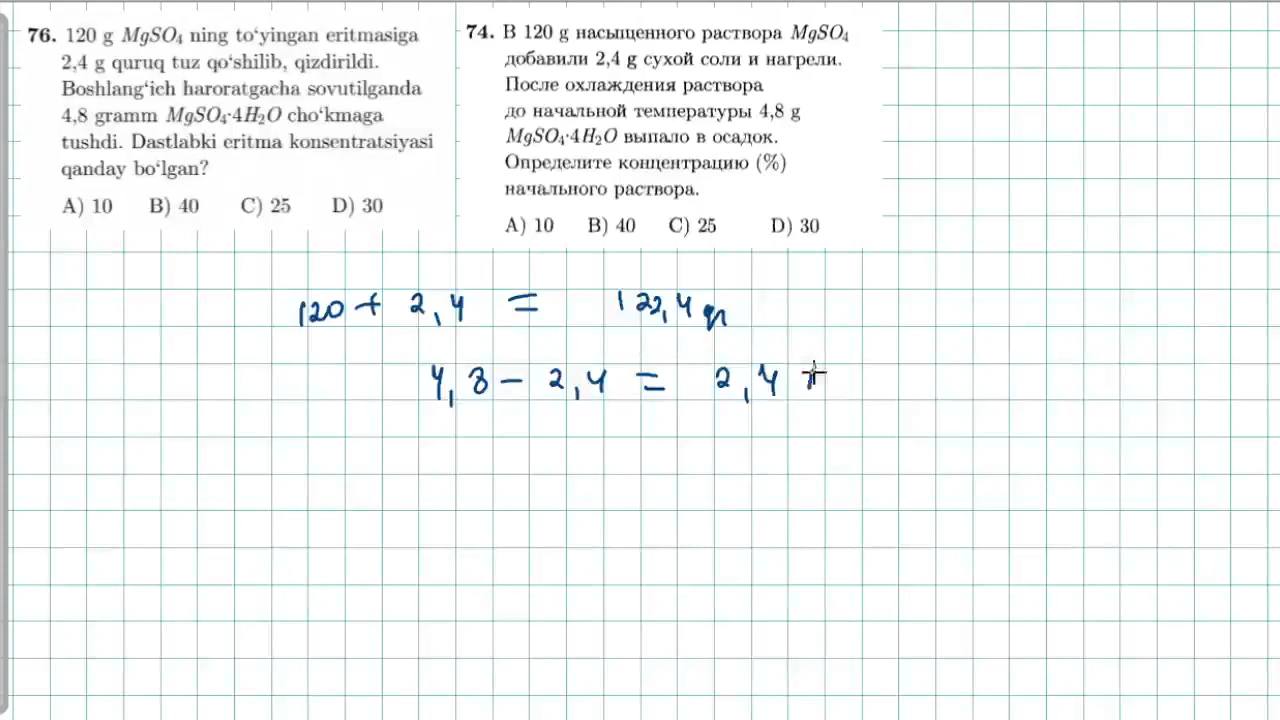 76. 120 g MgSO₄ ning to‘yingan eritmasiga
2,4 g quruq tuz qo‘shilib, qizdirildi.
Boshlang‘ich haroratgacha sovutilganda
4,8 gramm MgSO₄·4H₂O cho‘kmaga
tushdi. Dastlabki eritma konsentratsiyasi
qanday bo‘lgan?
A) 10 B) 40 C) 25 D) 30
74. В 120 g насыщенного раствора MgSO₄
добавили 2,4 g сухой соли и нагрели.
После охлаждения раствора
до начальной температуры 4,8 g
MgSO₄·4H₂O выпало в осадок.
Определите концентрацию (%)
начального раствора.
A) 10 B) 40 C) 25 D) 30
120 + 2,4 = 122,4 gr
4,8 - 2,4 = 2,4